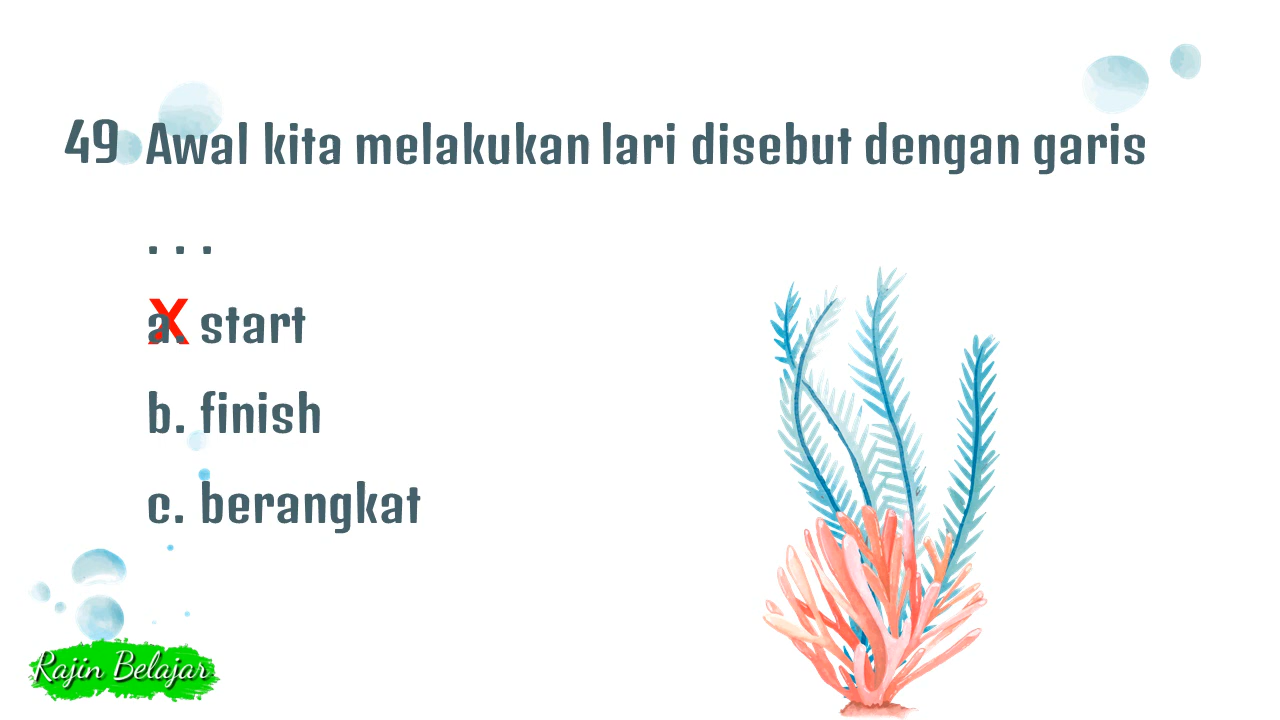 49 Awal kita melakukan lari disebut dengan garis
. . .
X a. start
b. finish
c. berangkat
Rajin Belajar